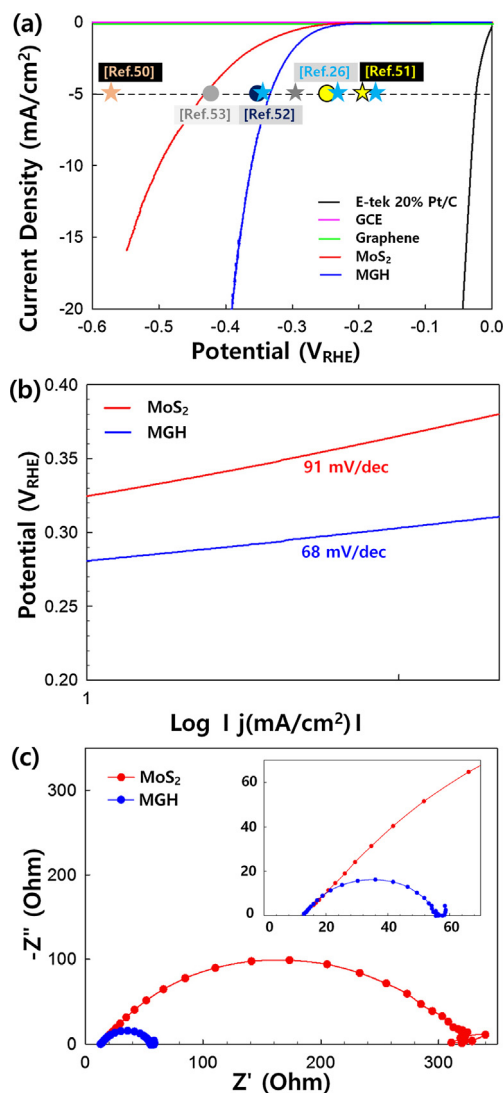 (a)
0
-5
-10
-15
-20
Current Density (mA/cm²)
[Ref.50]
[Ref.53]
[Ref.52]
[Ref.26]
[Ref.51]
E-tek 20% Pt/C
GCE
Graphene
MoS₂
MGH
-0.6 -0.5 -0.4 -0.3 -0.2 -0.1 0.0
Potential (V_RHE)
(b)
0.40
0.35
0.30
0.25
0.20
Potential (V_RHE)
MoS₂
MGH
91 mV/dec
68 mV/dec
1
Log l j(mA/cm²) l
(c)
300
200
100
0
-Z" (Ohm)
MoS₂
MGH
60
40
20
0
0 20 40 60
0 100 200 300
Z' (Ohm)